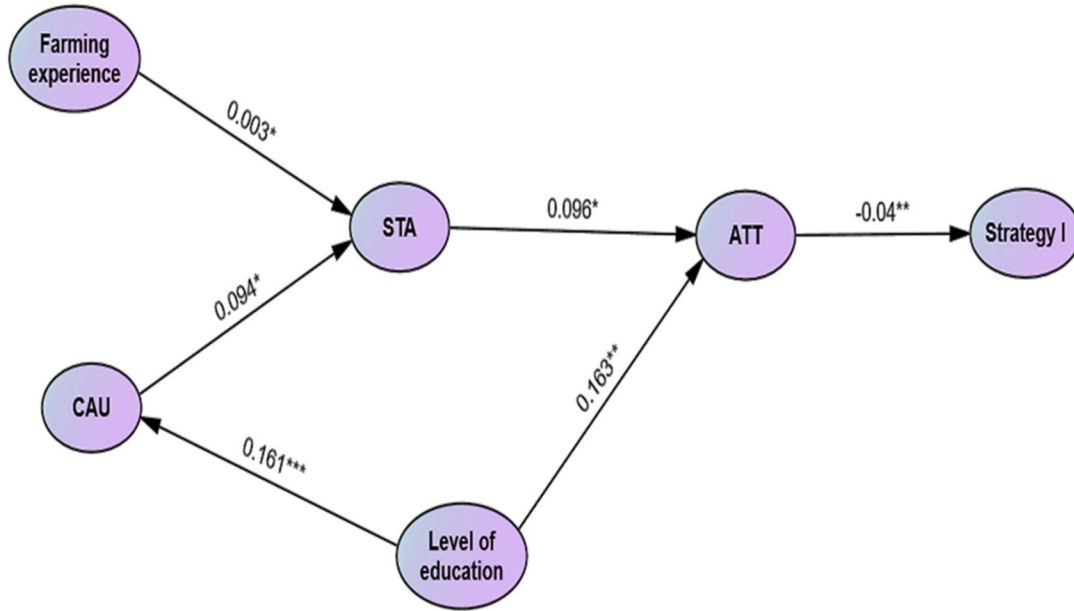 Farming
experience
0.003*
STA
0.096*
ATT
-0.04**
Strategy I
0.094*
0.163**
CAU
0.161***
Level of
education